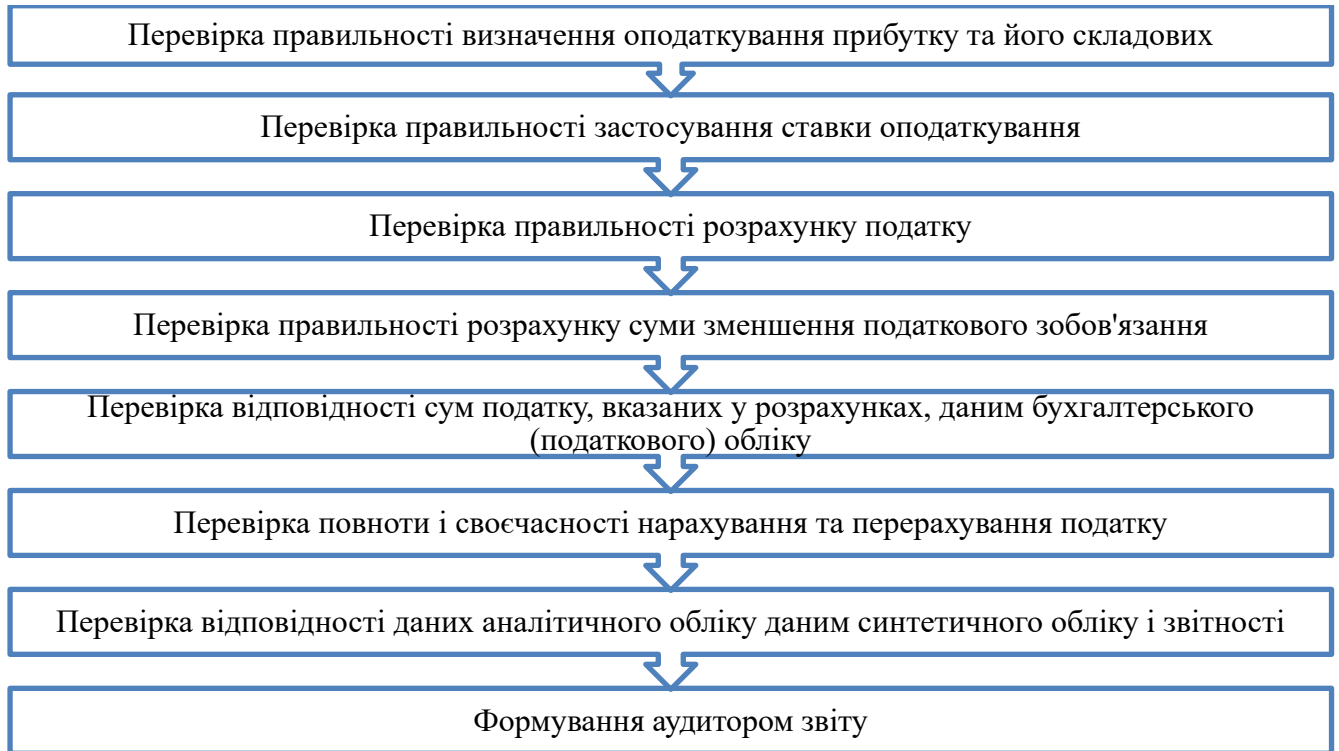 Перевірка правильності визначення оподаткування прибутку та його складових
Перевірка правильності застосування ставки оподаткування
Перевірка правильності розрахунку податку
Перевірка правильності розрахунку суми зменшення податкового зобов'язання
Перевірка відповідності сум податку, вказаних у розрахунках, даним бухгалтерського
(податкового) обліку
Перевірка повноти і своєчасності нарахування та перерахування податку
Перевірка відповідності даних аналітичного обліку даним синтетичного обліку і звітності
Формування аудитором звіту